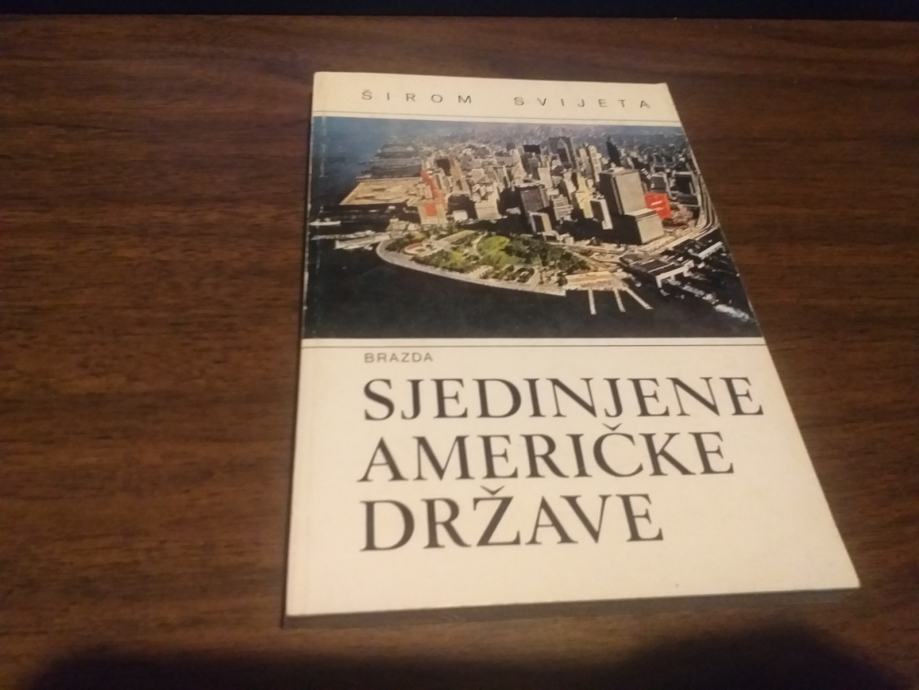 ŠIROM SVIJETA
BRAZDA
SJEDINJENE
AMERIČKE
DRŽAVE